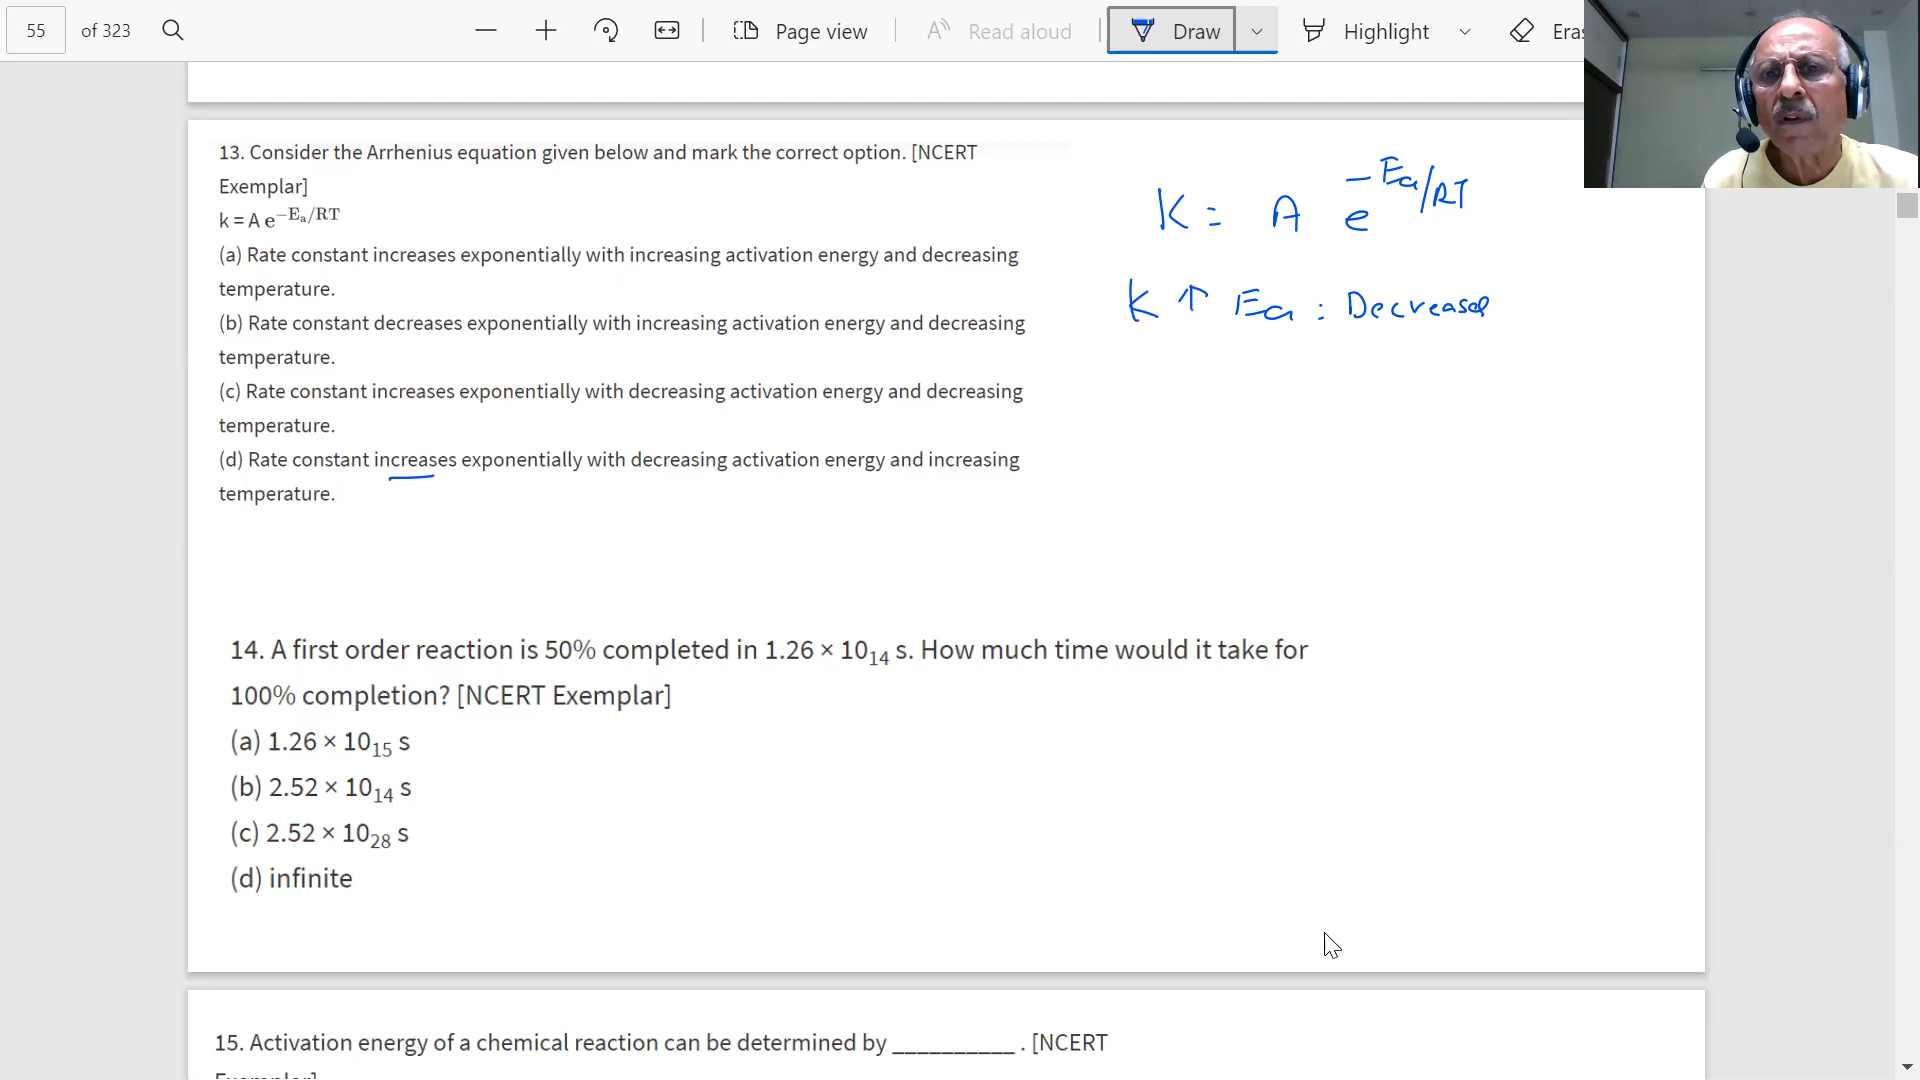 55 of 323 Page view Read aloud Draw Highlight Eras
13. Consider the Arrhenius equation given below and mark the correct option. [NCERT
Exemplar]
k = A e^{-E_a/RT}
(a) Rate constant increases exponentially with increasing activation energy and decreasing
temperature.
(b) Rate constant decreases exponentially with increasing activation energy and decreasing
temperature.
(c) Rate constant increases exponentially with decreasing activation energy and decreasing
temperature.
(d) Rate constant increases exponentially with decreasing activation energy and increasing
temperature.
K = A e^{-Ea/RT}
K ↑ Ea : Decreased
14. A first order reaction is 50% completed in 1.26 × 10₁₄ s. How much time would it take for
100% completion? [NCERT Exemplar]
(a) 1.26 × 10₁₅ s
(b) 2.52 × 10₁₄ s
(c) 2.52 × 10₂₈ s
(d) infinite
15. Activation energy of a chemical reaction can be determined by __________ . [NCERT
Exemplar]